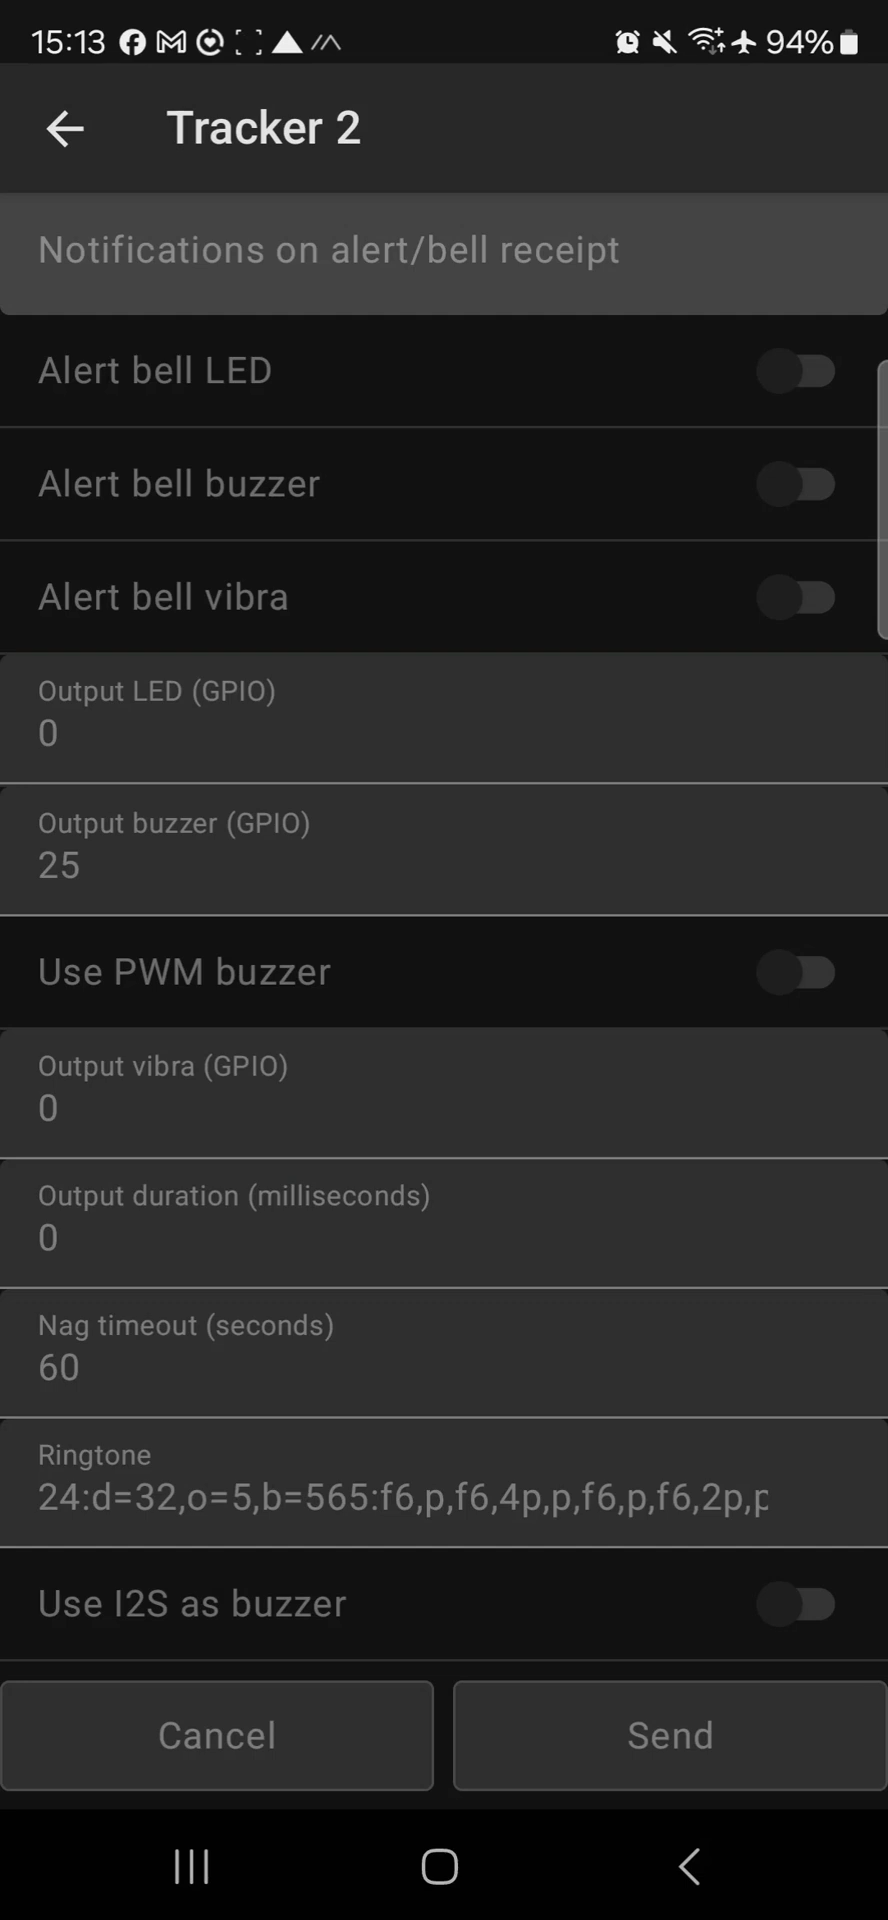 15:13 94%
Tracker 2
Notifications on alert/bell receipt
Alert bell LED
Alert bell buzzer
Alert bell vibra
Output LED (GPIO)
0
Output buzzer (GPIO)
25
Use PWM buzzer
Output vibra (GPIO)
0
Output duration (milliseconds)
0
Nag timeout (seconds)
60
Ringtone
24:d=32,o=5,b=565:f6,p,f6,4p,p,f6,p,f6,2p,p
Use I2S as buzzer
Cancel Send